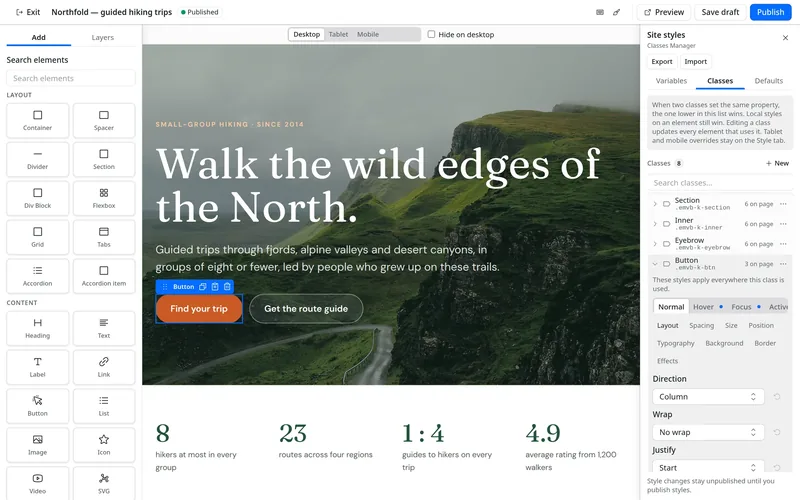 Exit
Northfold — guided hiking trips
Published
Preview
Save draft
Publish
Add
Layers
Search elements
Search elements
LAYOUT
Container
Spacer
Divider
Section
Div Block
Flexbox
Grid
Tabs
Accordion
Accordion item
CONTENT
Heading
Text
Label
Link
Button
List
Image
Icon
Video
SVG
Desktop
Tablet
Mobile
Hide on desktop
SMALL-GROUP HIKING · SINCE 2014
Walk the wild edges of
the North.
Guided trips through fjords, alpine valleys and desert canyons, in
groups of eight or fewer, led by people who grew up on these trails.
Button
Find your trip
Get the route guide
8
hikers at most in every
group
23
routes across four regions
1 : 4
guides to hikers on every
trip
4.9
average rating from 1,200
walkers
Site styles
Classes Manager
Export
Import
Variables
Classes
Defaults
When two classes set the same property,
the one lower in this list wins. Local styles
on an element still win. Editing a class
updates every element that uses it. Tablet
and mobile overrides stay on the Style tab.
Classes 8
+ New
Search classes...
Section
.emvb-k-section
6 on page
Inner
.emvb-k-inner
6 on page
Eyebrow
.emvb-k-eyebrow
6 on page
Button
.emvb-k-btn
3 on page
These styles apply everywhere this class is
used.
Normal
Hover
Focus
Active
Layout
Spacing
Size
Position
Typography
Background
Border
Effects
Direction
Column
Wrap
No wrap
Justify
Start
Style changes stay unpublished until you
publish styles.